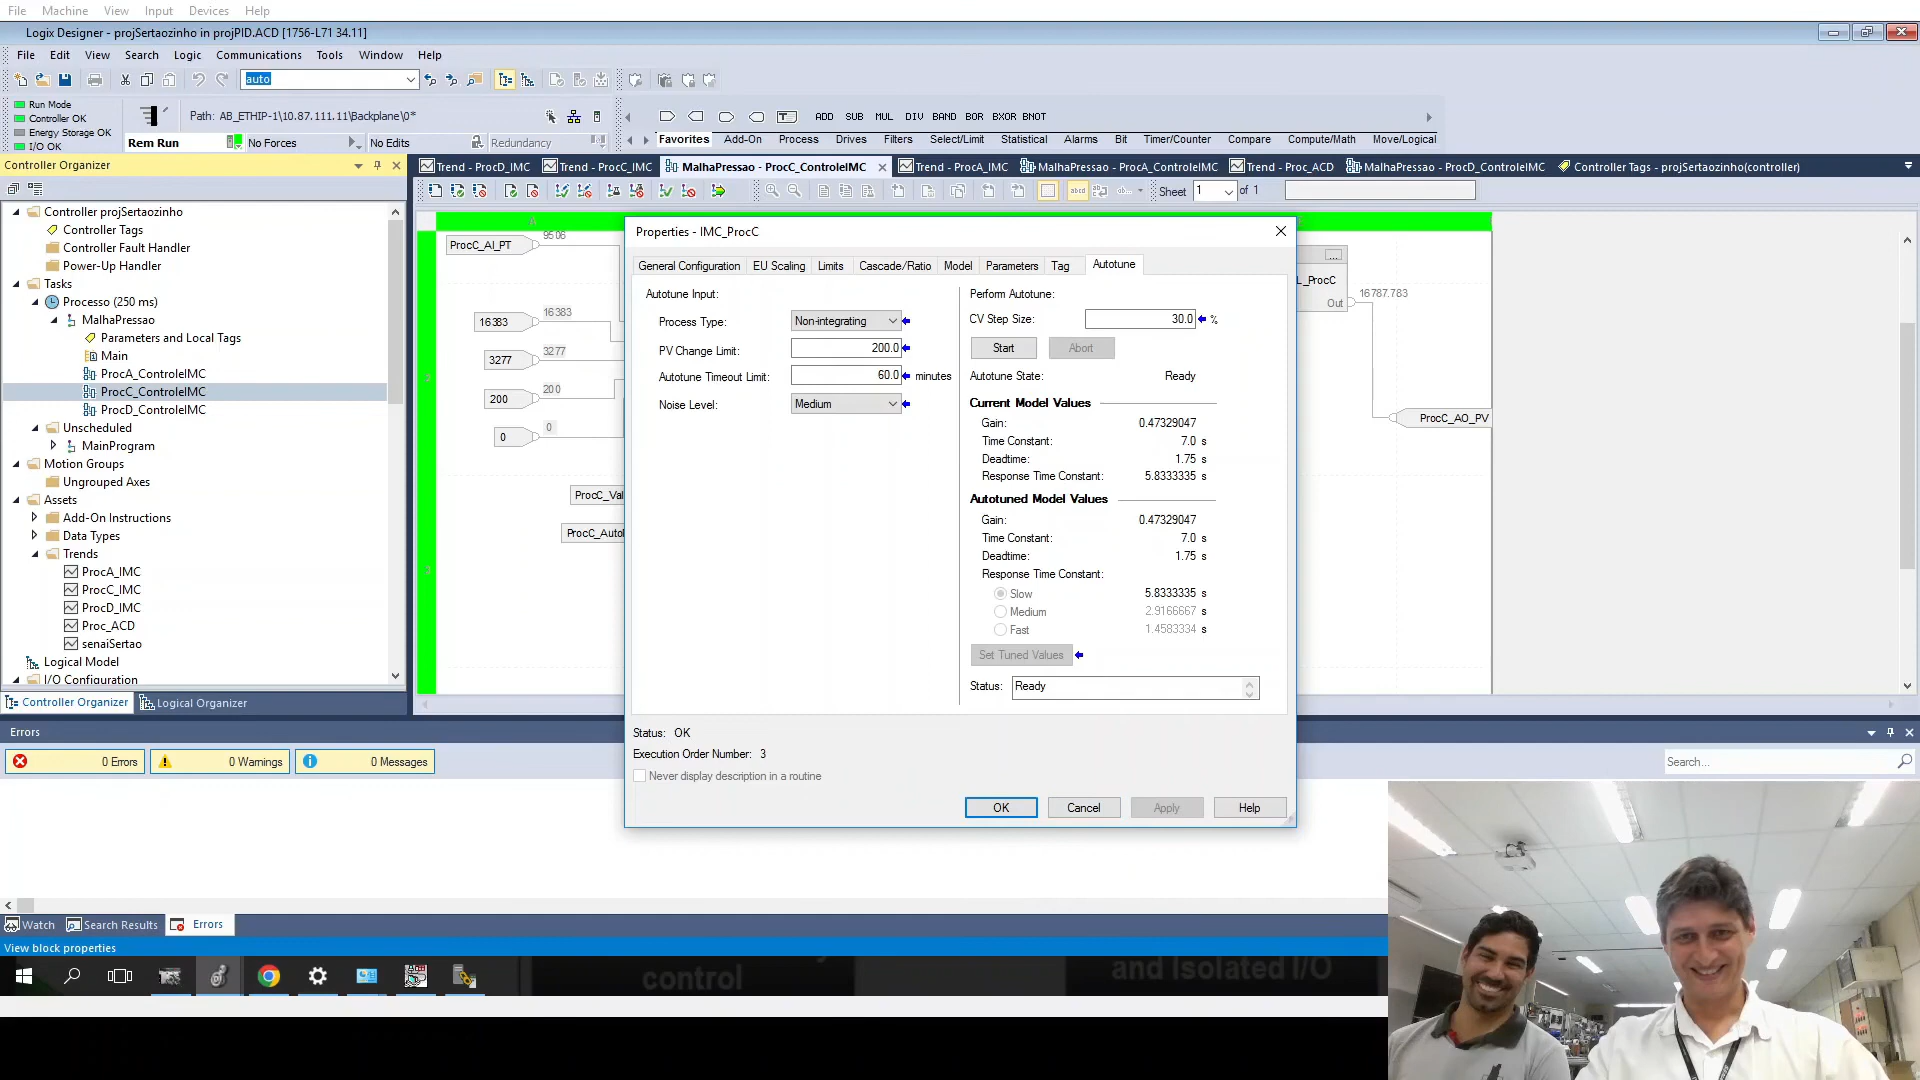 File Machine View Input Devices Help
Logix Designer - projSertaozinho in projPID.ACD [1756-L71 34.11]
File Edit View Search Logic Communications Tools Window Help
auto
Run Mode
Controller OK
Energy Storage OK
I/O OK
Path: AB_ETHIP-1\10.87.111.11\Backplane\0*
Rem Run No Forces No Edits Redundancy
ADD SUB MUL DIV BAND BOR BXOR BNOT
Favorites Add-On Process Drives Filters Select/Limit Statistical Alarms Bit Timer/Counter Compare Compute/Math Move/Logical
Controller Organizer
Trend - ProcD_IMC Trend - ProcC_IMC MalhaPressao - ProcC_ControleIMC Trend - ProcA_IMC MalhaPressao - ProcA_ControleIMC Trend - Proc_ACD MalhaPressao - ProcD_ControleIMC Controller Tags - projSertaozinho(controller)
Sheet 1 of 1
Controller projSertaozinho
Controller Tags
Controller Fault Handler
Power-Up Handler
Tasks
Processo (250 ms)
MalhaPressao
Parameters and Local Tags
Main
ProcA_ControleIMC
ProcC_ControleIMC
ProcD_ControleIMC
Unscheduled
MainProgram
Motion Groups
Ungrouped Axes
Assets
Add-On Instructions
Data Types
Trends
ProcA_IMC
ProcC_IMC
ProcD_IMC
Proc_ACD
senaiSertao
Logical Model
I/O Configuration
Controller Organizer Logical Organizer
A
2
3
ProcC_AI_PT 9506
16383 16383
3277 3277
200 200
0 0
ProcC_Val
ProcC_Auto
Properties - IMC_ProcC
General Configuration EU Scaling Limits Cascade/Ratio Model Parameters Tag Autotune
Autotune Input:
Process Type: Non-integrating
PV Change Limit: 200.0
Autotune Timeout Limit: 60.0 minutes
Noise Level: Medium
Perform Autotune:
CV Step Size: 30.0 %
Start Abort
Autotune State: Ready
Current Model Values
Gain: 0.47329047
Time Constant: 7.0 s
Deadtime: 1.75 s
Response Time Constant: 5.8333335 s
Autotuned Model Values
Gain: 0.47329047
Time Constant: 7.0 s
Deadtime: 1.75 s
Response Time Constant:
Slow 5.8333335 s
Medium 2.9166667 s
Fast 1.4583334 s
Set Tuned Values
Status: Ready
Status: OK
Execution Order Number: 3
Never display description in a routine
OK Cancel Apply Help
...
L_ProcC
Out 16787.783
ProcC_AO_PV
Errors
0 Errors 0 Warnings 0 Messages
Search...
Watch Search Results Errors
View block properties
control
and Isolated I/O